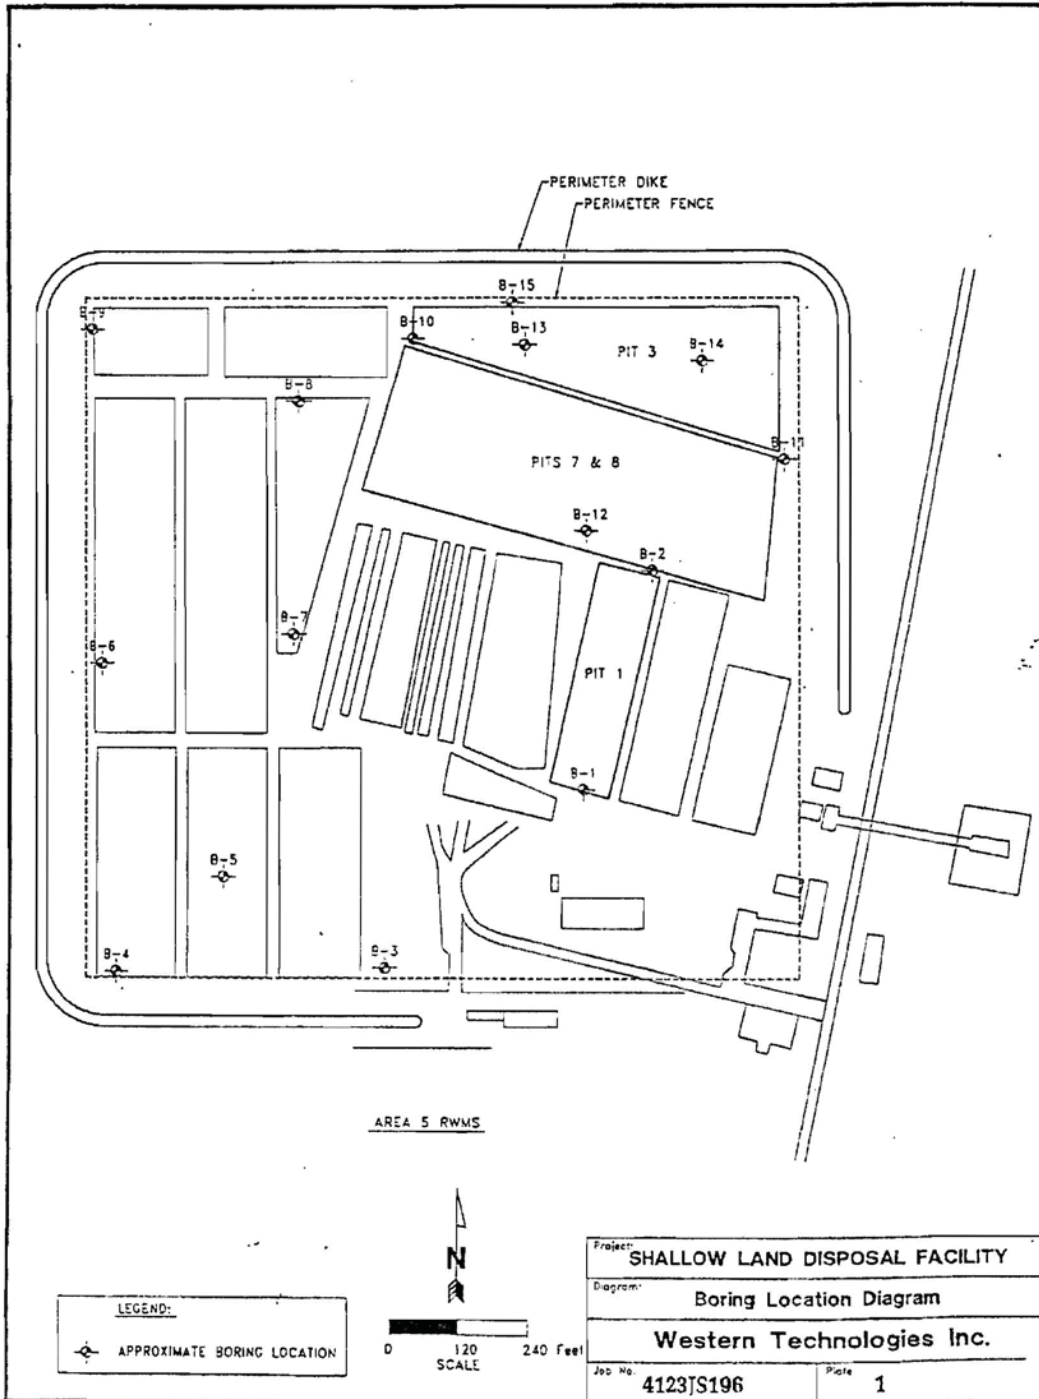 PERIMETER DIKE
PERIMETER FENCE
B-15
B-9
B-10
B-13
PIT 3
B-14
B-8
B-11
PITS 7 & 8
B-12
B-2
B-7
B-6
PIT 1
B-1
B-5
B-4
B-3
AREA 5 RWMS
N
LEGEND:
APPROXIMATE BORING LOCATION
0 120 240 Feet
SCALE
Project: SHALLOW LAND DISPOSAL FACILITY
Diagram: Boring Location Diagram
Western Technologies Inc.
Job No. 4123JS196
Plate 1